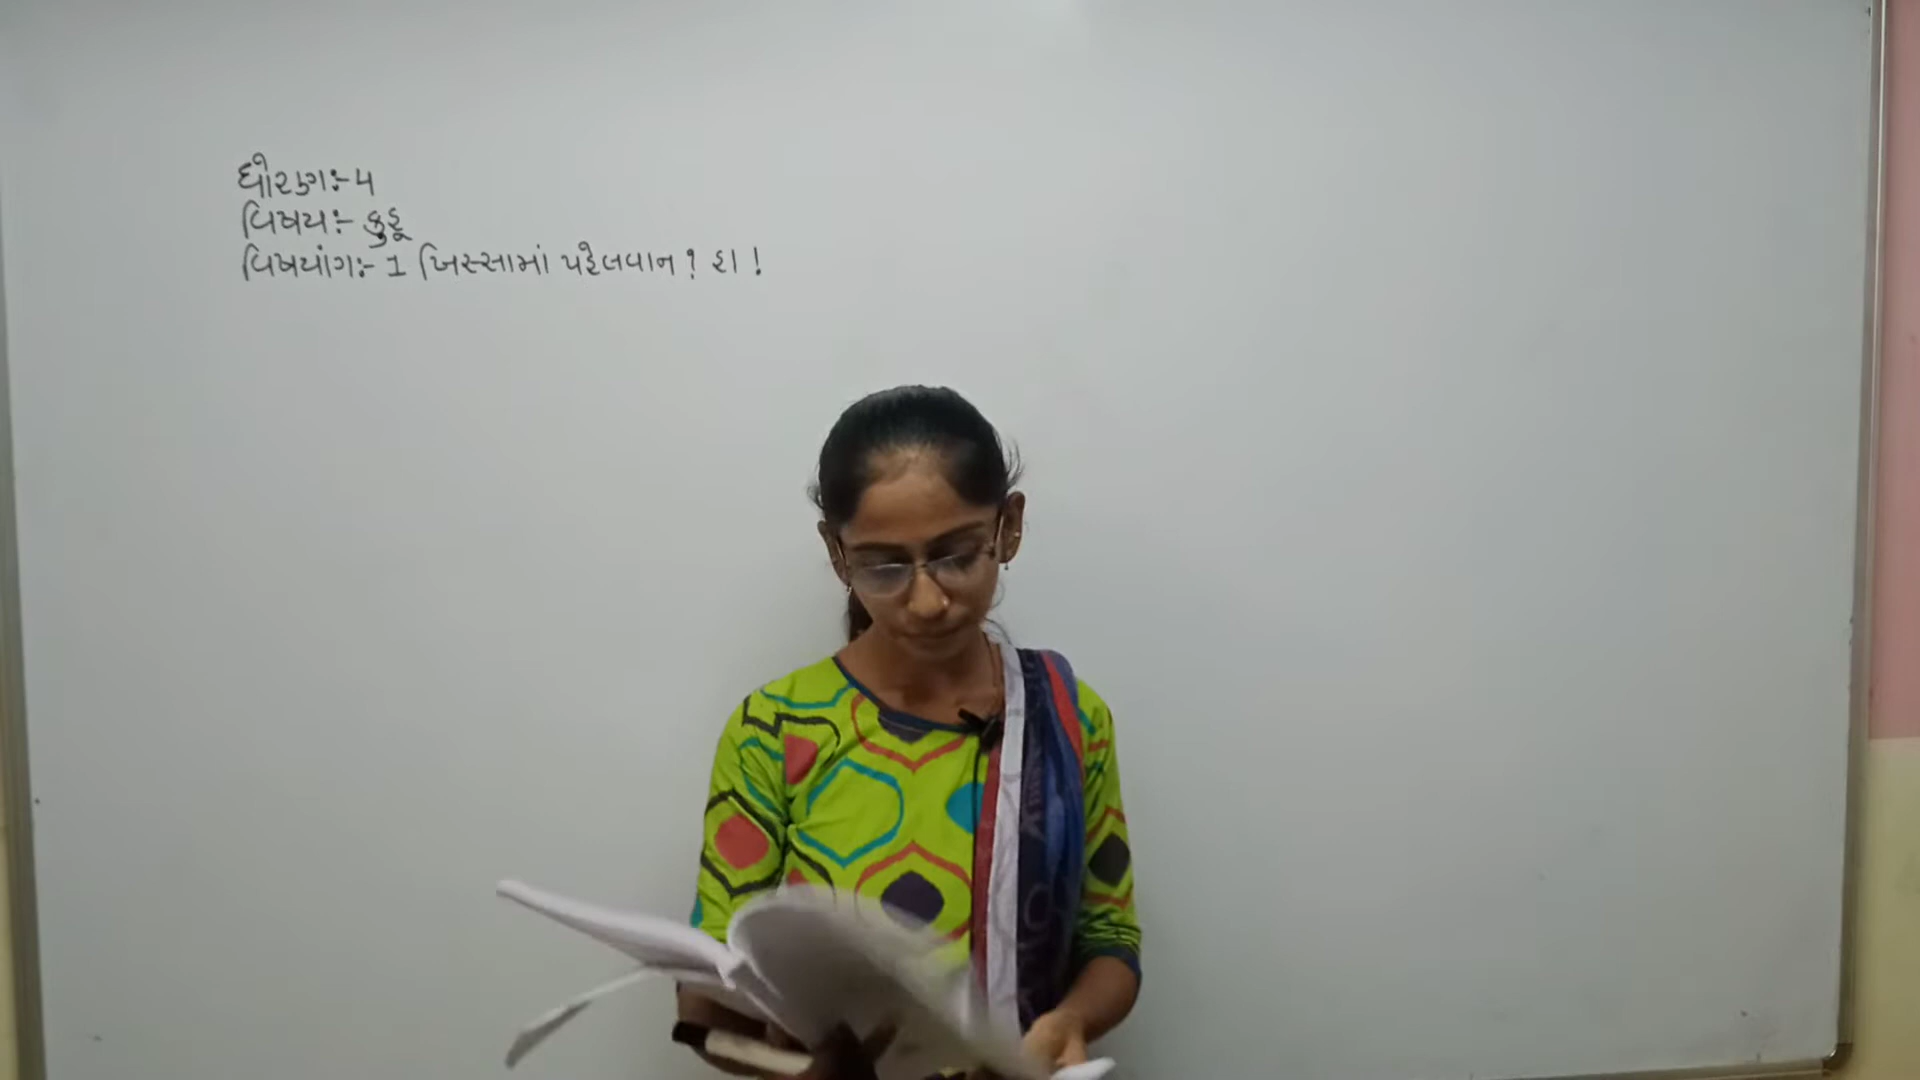 ધોરણઃ-૫
વિષયઃ- કુહૂ
વિષયાંગઃ- 1 ખિસ્સામાં પહેલવાન ? હા !